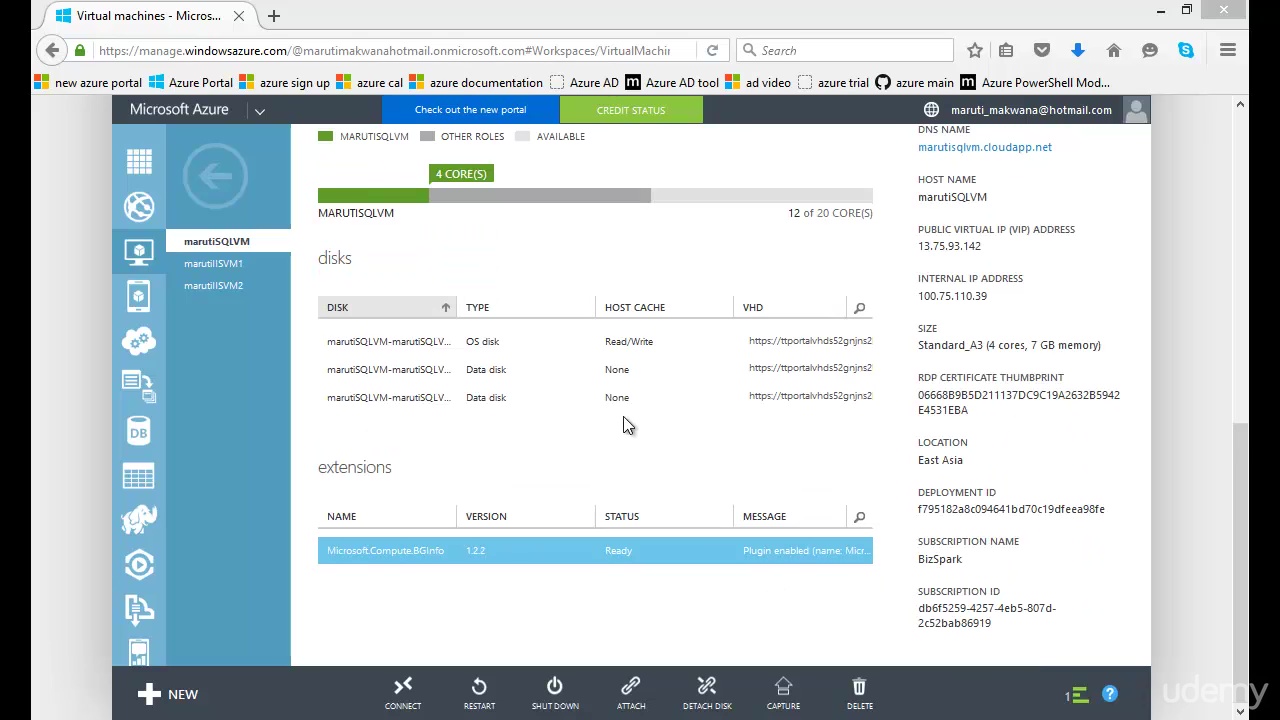 Virtual machines - Micros...
https://manage.windowsazure.com/@marutimakwanahotmail.onmicrosoft.com#Workspaces/VirtualMachin
Search
new azure portal
Azure Portal
azure sign up
azure cal
azure documentation
Azure AD
Azure AD tool
ad video
azure trial
azure main
Azure PowerShell Mod...
Microsoft Azure
Check out the new portal
CREDIT STATUS
maruti_makwana@hotmail.com
marutiSQLVM
marutiIISVM1
marutiIISVM2
MARUTISQLVM
OTHER ROLES
AVAILABLE
4 CORE(S)
MARUTISQLVM
12 of 20 CORE(S)
disks
DISK TYPE HOST CACHE VHD
marutiSQLVM-marutiSQLV... OS disk Read/Write https://ttportalvhds52gnjns2
marutiSQLVM-marutiSQLV... Data disk None https://ttportalvhds52gnjns2
marutiSQLVM-marutiSQLV... Data disk None https://ttportalvhds52gnjns2
extensions
NAME VERSION STATUS MESSAGE
Microsoft.Compute.BGInfo 1.2.2 Ready Plugin enabled (name: Micr...
DNS NAME
marutisqlvm.cloudapp.net
HOST NAME
marutiSQLVM
PUBLIC VIRTUAL IP (VIP) ADDRESS
13.75.93.142
INTERNAL IP ADDRESS
100.75.110.39
SIZE
Standard_A3 (4 cores, 7 GB memory)
RDP CERTIFICATE THUMBPRINT
06668B9B5D211137DC9C19A2632B5942
E4531EBA
LOCATION
East Asia
DEPLOYMENT ID
f795182a8c094641bd70c19dfeea98fe
SUBSCRIPTION NAME
BizSpark
SUBSCRIPTION ID
db6f5259-4257-4eb5-807d-
2c52bab86919
DB
NEW
CONNECT
RESTART
SHUT DOWN
ATTACH
DETACH DISK
CAPTURE
DELETE
1
?
udemy